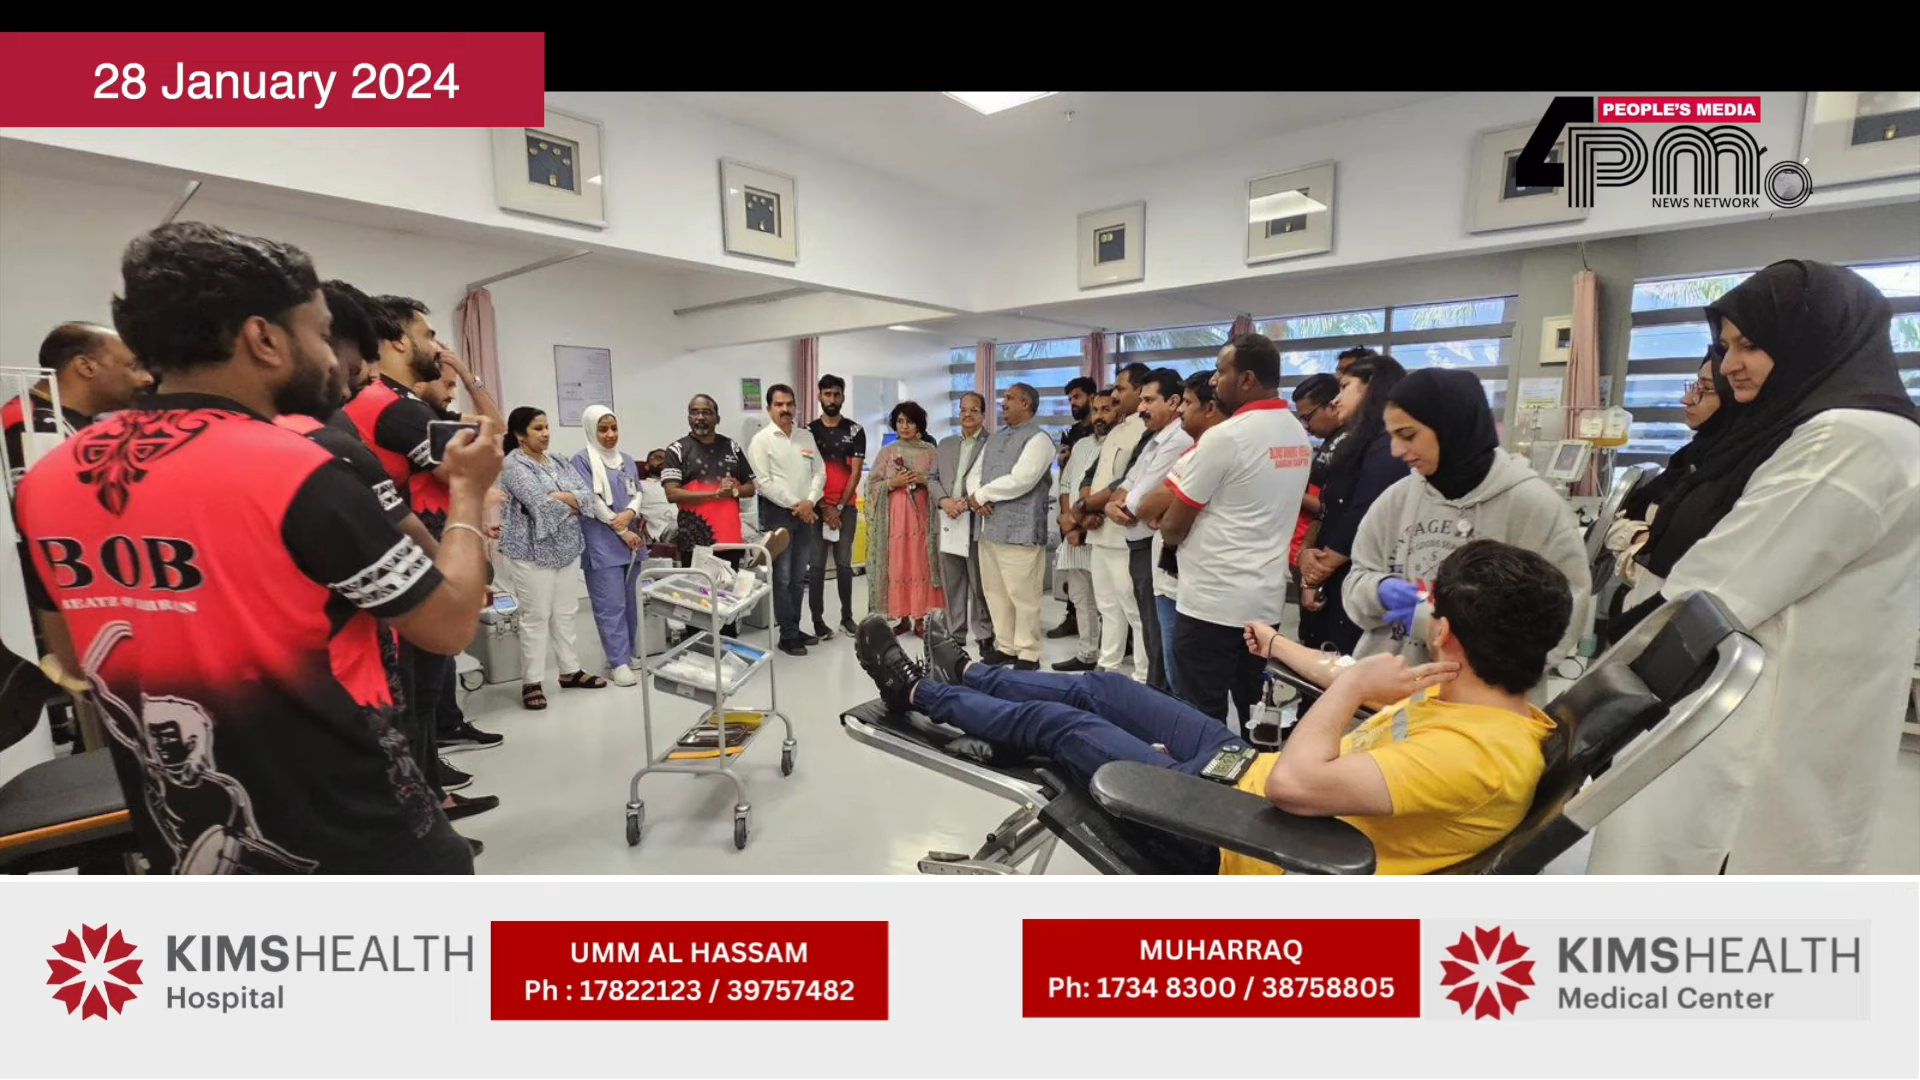 28 January 2024
PEOPLE'S MEDIA
4pm
NEWS NETWORK
BOB
AGE
KIMSHEALTH
Hospital
UMM AL HASSAM
Ph : 17822123 / 39757482
MUHARRAQ
Ph: 1734 8300 / 38758805
KIMSHEALTH
Medical Center